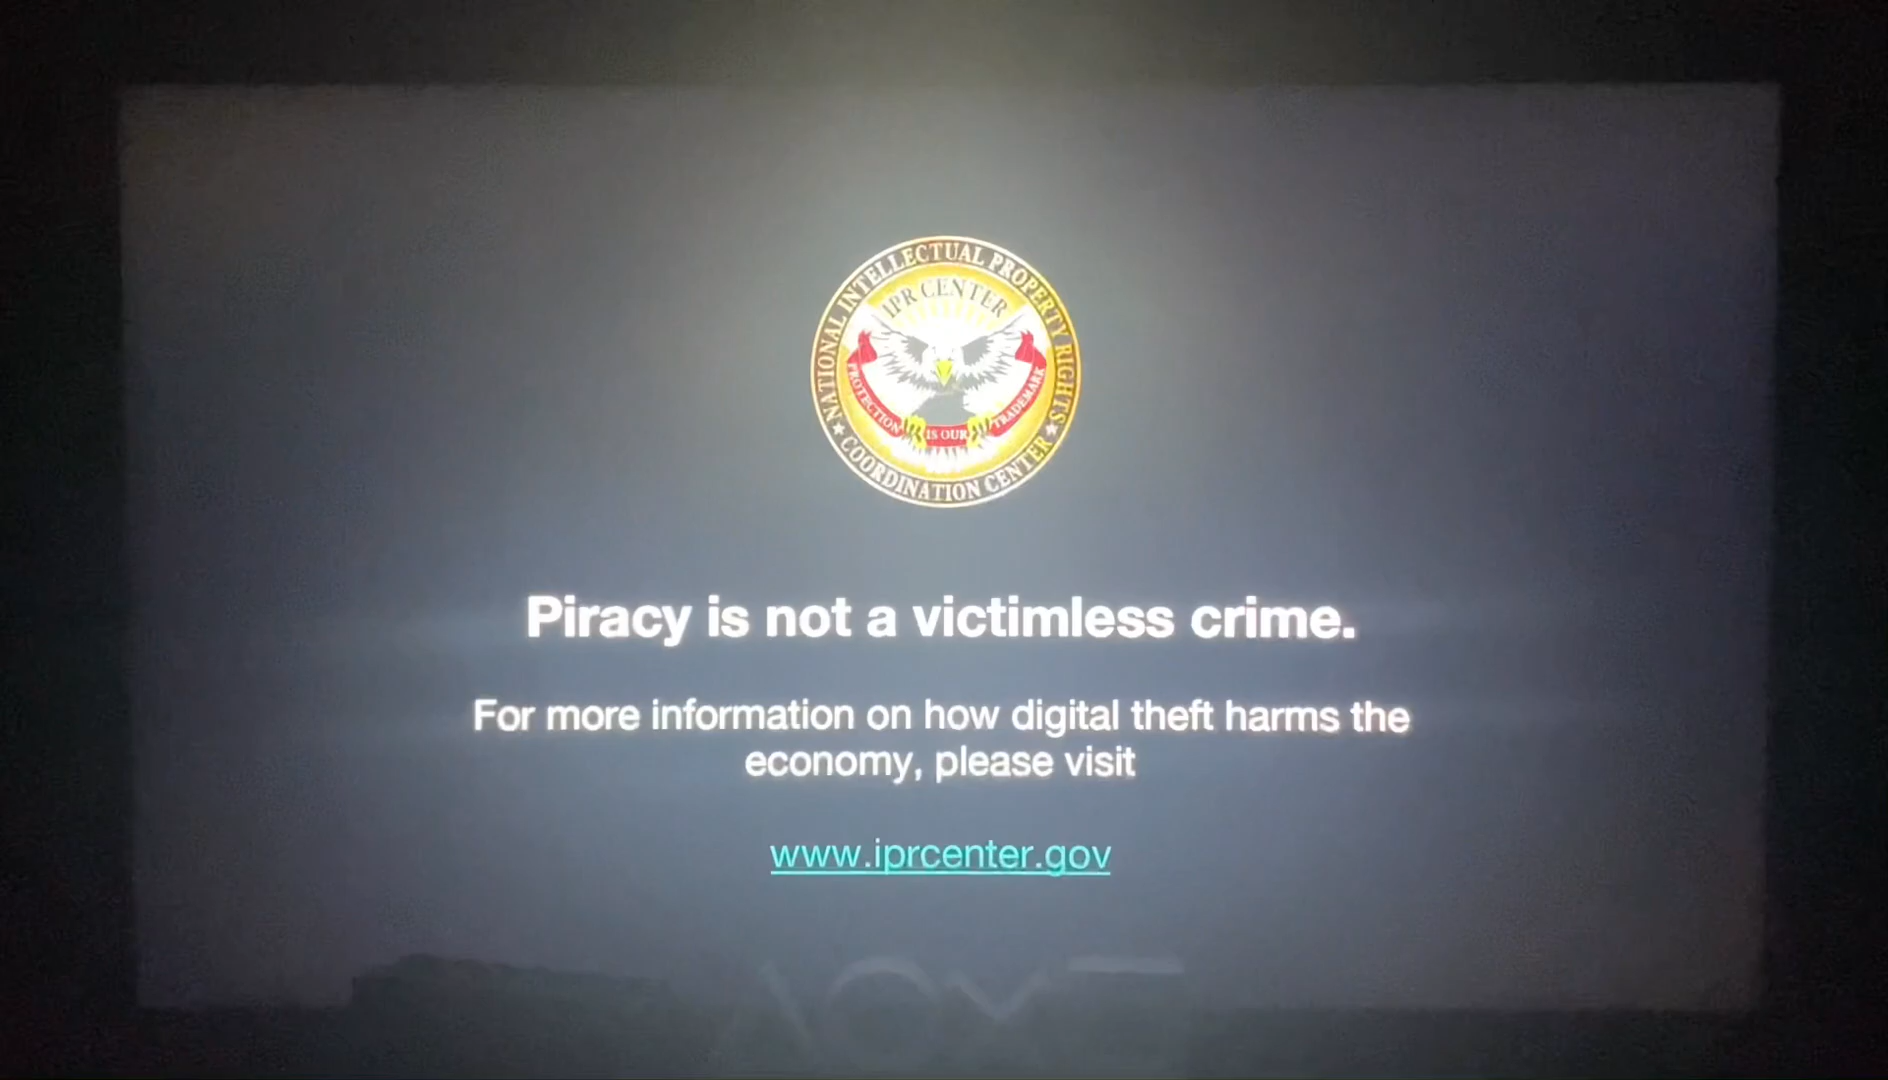 NATIONAL INTELLECTUAL PROPERTY RIGHTS
IPR CENTER
PROTECTION IS OUR TRADEMARK
★ COORDINATION CENTER ★
Piracy is not a victimless crime.
For more information on how digital theft harms the
economy, please visit
www.iprcenter.gov